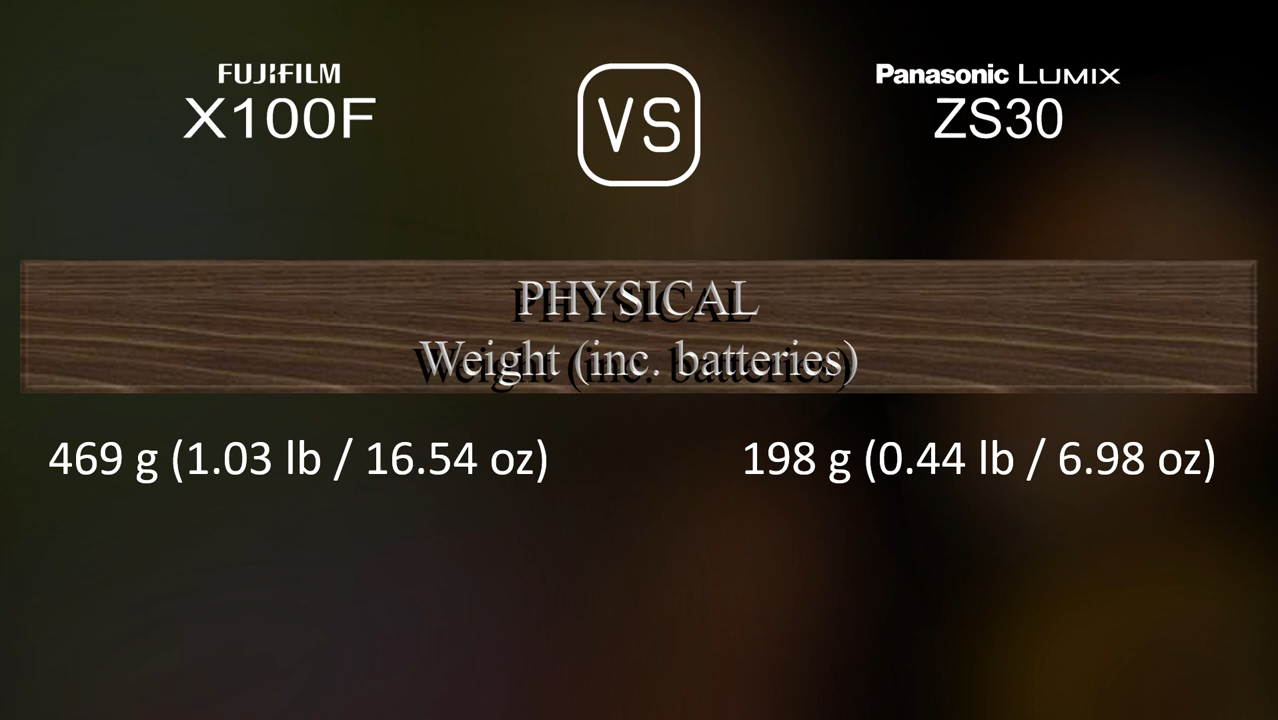 FUJIFILM
X100F
VS
Panasonic LUMIX
ZS30
PHYSICAL
Weight (inc. batteries)
469 g (1.03 lb / 16.54 oz)
198 g (0.44 lb / 6.98 oz)